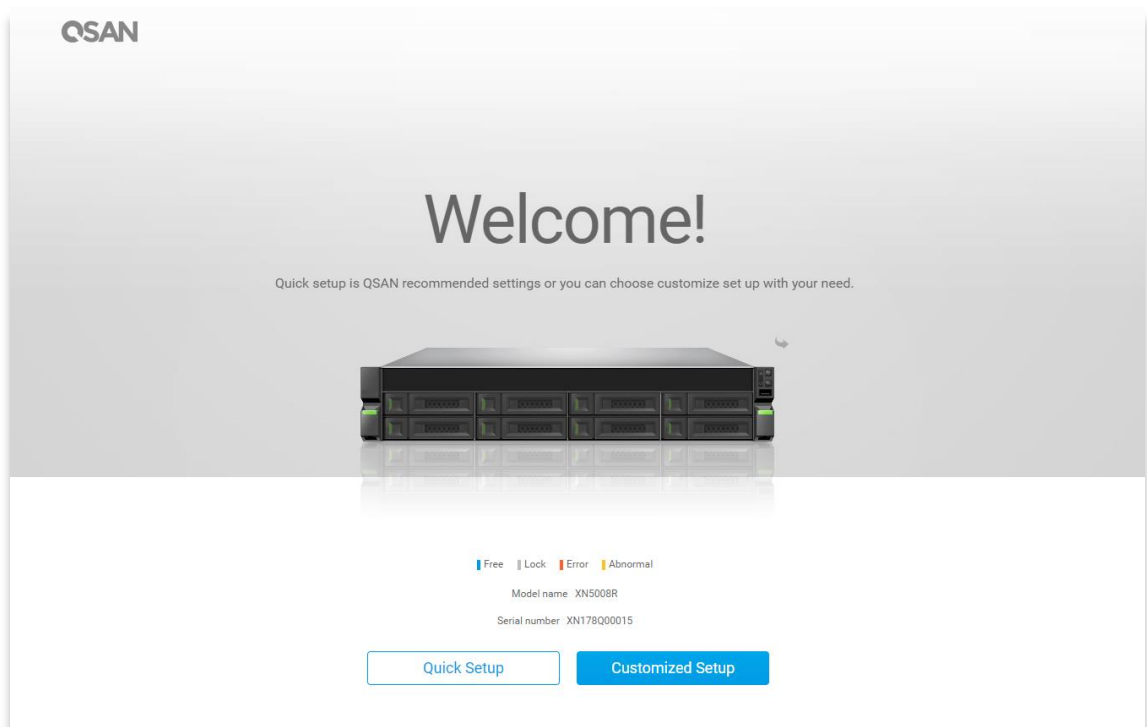 QSAN
Welcome!
Quick setup is QSAN recommended settings or you can choose customize set up with your need.
Free Lock Error Abnormal
Model name XN5008R
Serial number XN178Q00015
Quick Setup Customized Setup